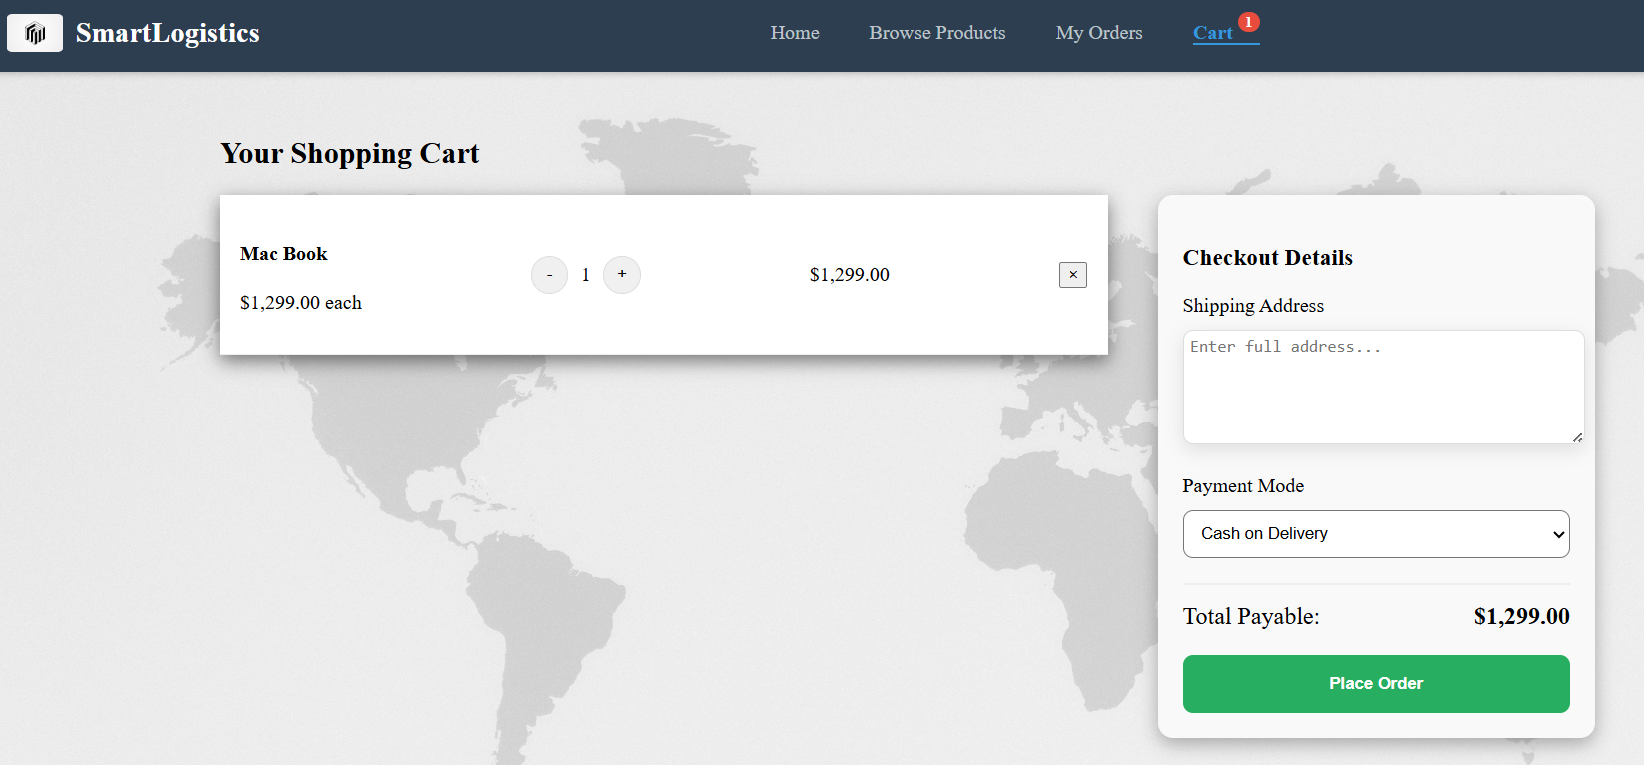 SmartLogistics
Home
Browse Products
My Orders
Cart 1
Your Shopping Cart
Mac Book
$1,299.00 each
- 1 +
$1,299.00
×
Checkout Details
Shipping Address
Enter full address...
Payment Mode
Cash on Delivery
Total Payable: $1,299.00
Place Order